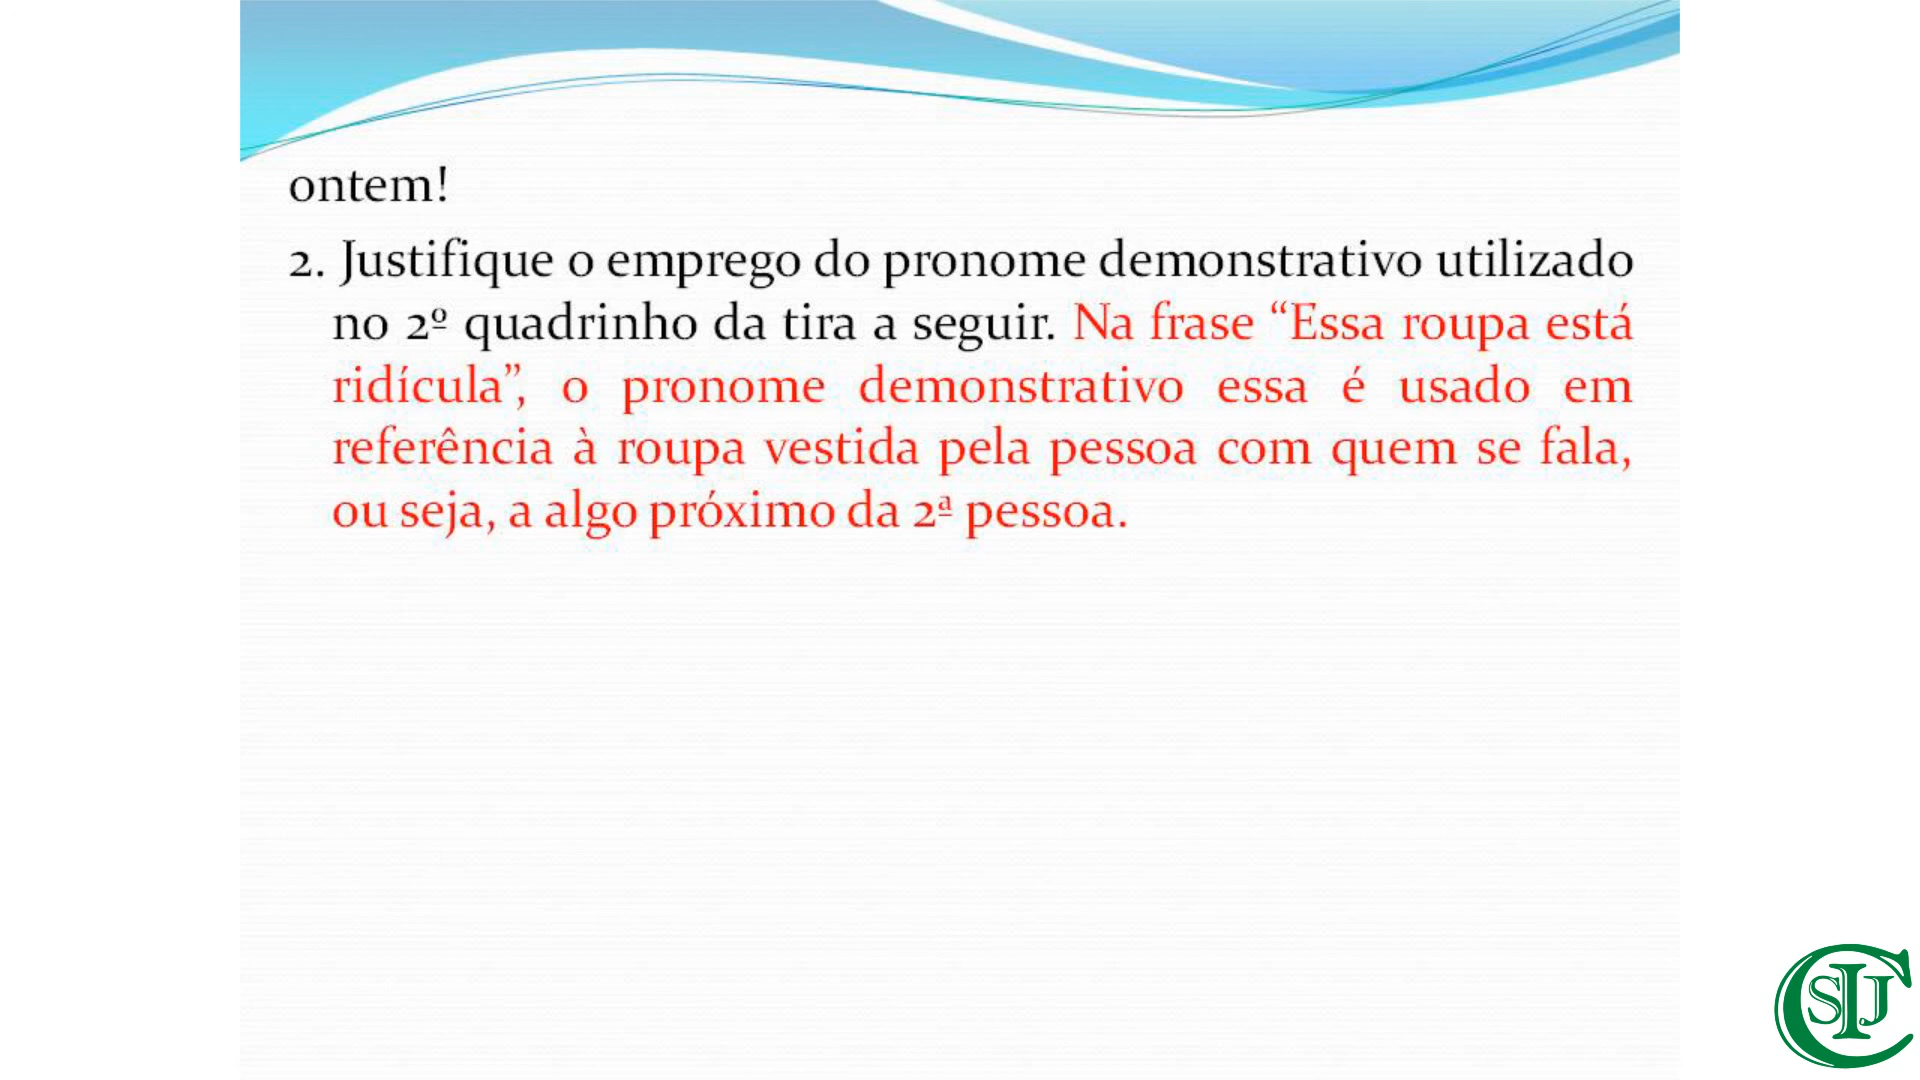 ontem!
2. Justifique o emprego do pronome demonstrativo utilizado
no 2º quadrinho da tira a seguir. Na frase “Essa roupa está
ridícula”, o pronome demonstrativo essa é usado em
referência à roupa vestida pela pessoa com quem se fala,
ou seja, a algo próximo da 2ª pessoa.
CSIJ